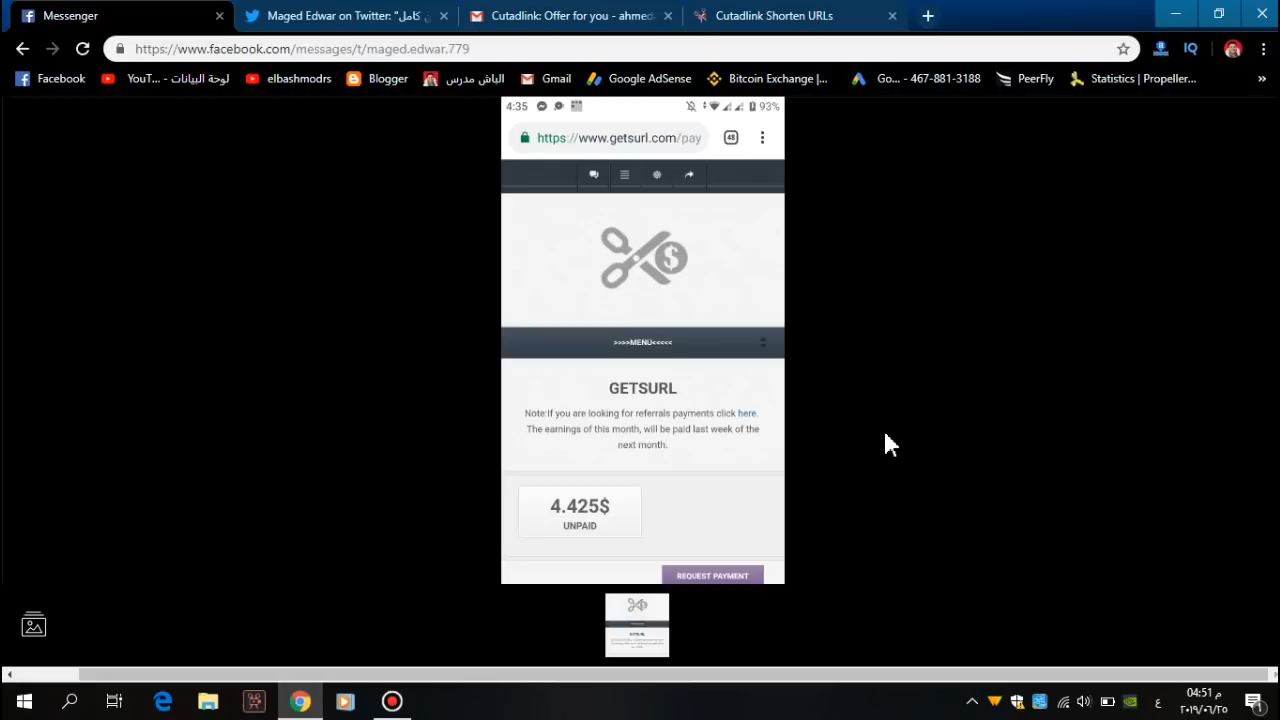 Messenger
Maged Edwar on Twitter: "ن كامل
Cutadlink: Offer for you - ahmed
Cutadlink Shorten URLs
https://www.facebook.com/messages/t/maged.edwar.779
Facebook
YouT... - لوحة البيانات
elbashmodrs
Blogger
الباش مدرس
Gmail
Google AdSense
Bitcoin Exchange |...
Go... - 467-881-3188
PeerFly
Statistics | Propeller...
4:35
93%
https://www.getsurl.com/pay
48
>>>>MENU<<<<<
GETSURL
Note:If you are looking for referrals payments click here.
The earnings of this month, will be paid last week of the
next month.
4.425$
UNPAID
REQUEST PAYMENT
ع
04:51 م
٢٠١٩/٠٦/٢٥